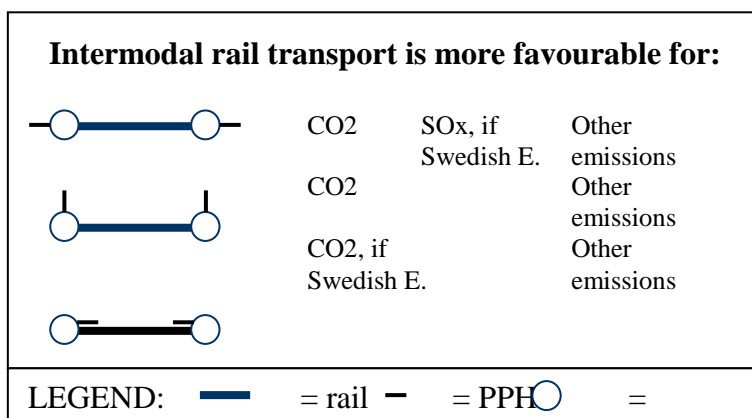 Intermodal rail transport is more favourable for:
CO2 SOx, if Other
Swedish E. emissions
CO2 Other
emissions
CO2, if Other
Swedish E. emissions
LEGEND: = rail = PPH =